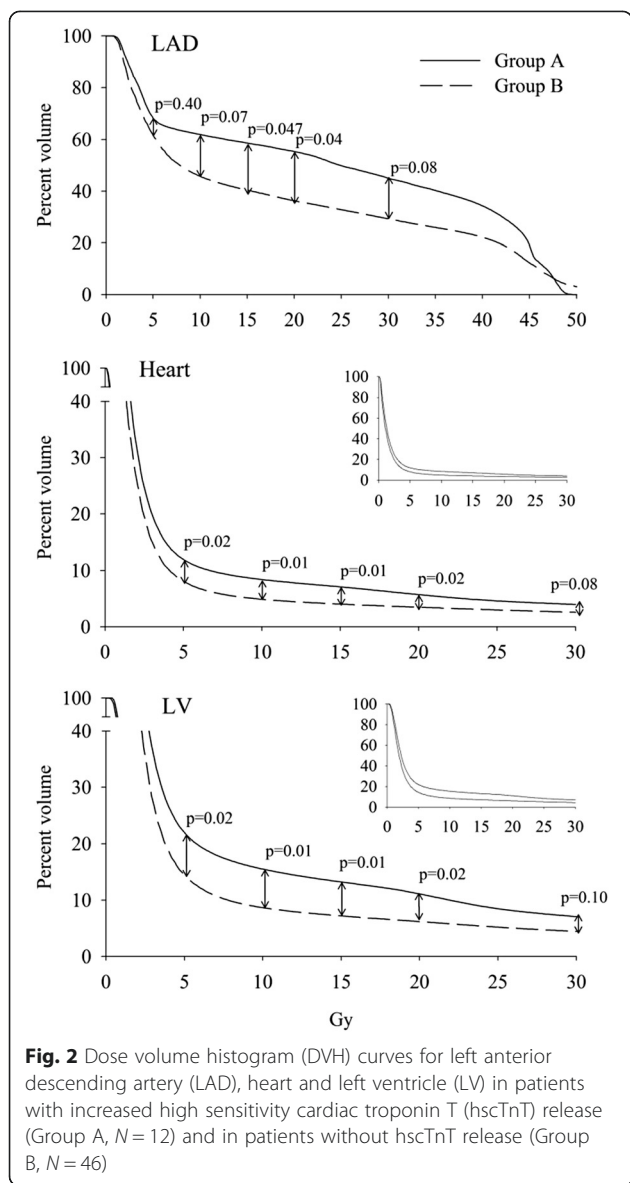 LAD
Group A
Group B
Percent volume
100
80
60
40
20
0
p=0.40
p=0.07
p=0.047
p=0.04
p=0.08
0 5 10 15 20 25 30 35 40 45 50
Heart
Percent volume
100
40
30
20
10
0
p=0.02
p=0.01
p=0.01
p=0.02
p=0.08
0 5 10 15 20 25 30
100
80
60
40
20
0
0 5 10 15 20 25 30
LV
Percent volume
100
40
30
20
10
0
p=0.02
p=0.01
p=0.01
p=0.02
p=0.10
0 5 10 15 20 25 30
100
80
60
40
20
0
0 5 10 15 20 25 30
Gy
Fig. 2 Dose volume histogram (DVH) curves for left anterior
descending artery (LAD), heart and left ventricle (LV) in patients
with increased high sensitivity cardiac troponin T (hscTnT) release
(Group A, N = 12) and in patients without hscTnT release (Group
B, N = 46)